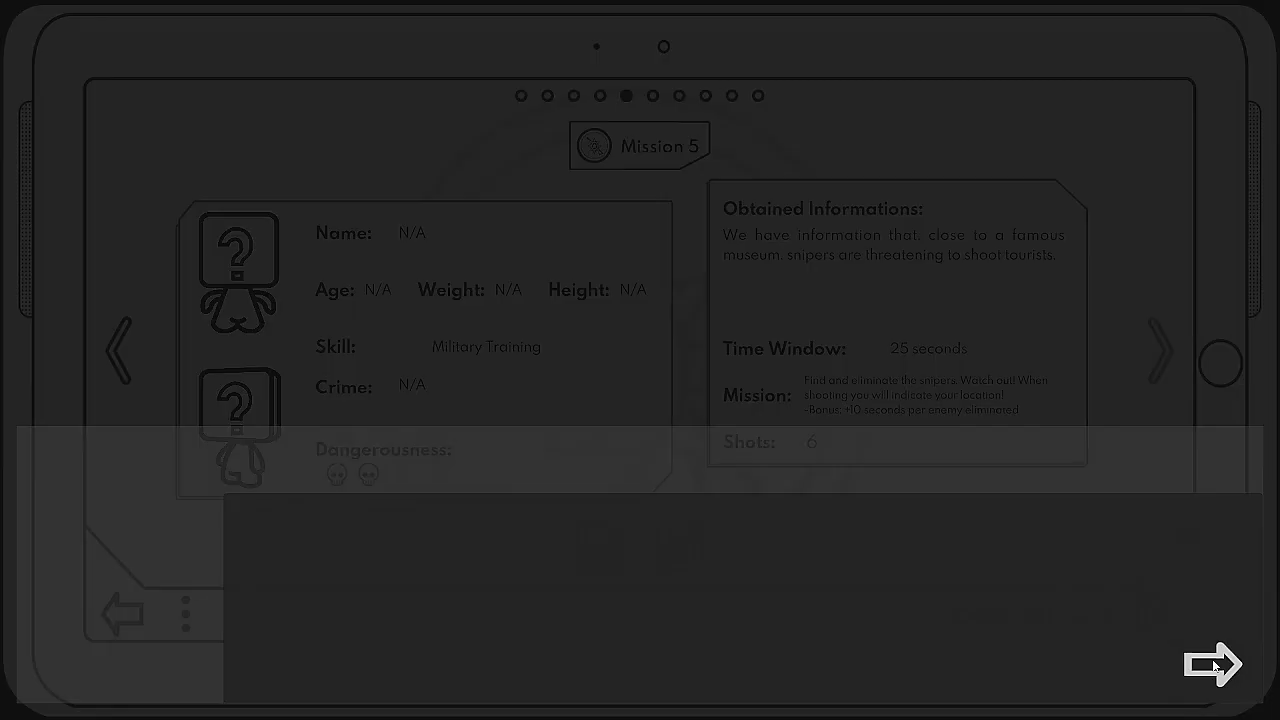 Mission 5
Name: N/A
Age: N/A Weight: N/A Height: N/A
Skill: Military Training
Crime: N/A
Dangerousness:
Obtained Informations:
We have information that, close to a famous
museum, snipers are threatening to shoot tourists.
Time Window: 25 seconds
Mission: Find and eliminate the snipers. Watch out! When
shooting you will indicate your location!
-Bonus: +10 seconds per enemy eliminated
Shots: 6